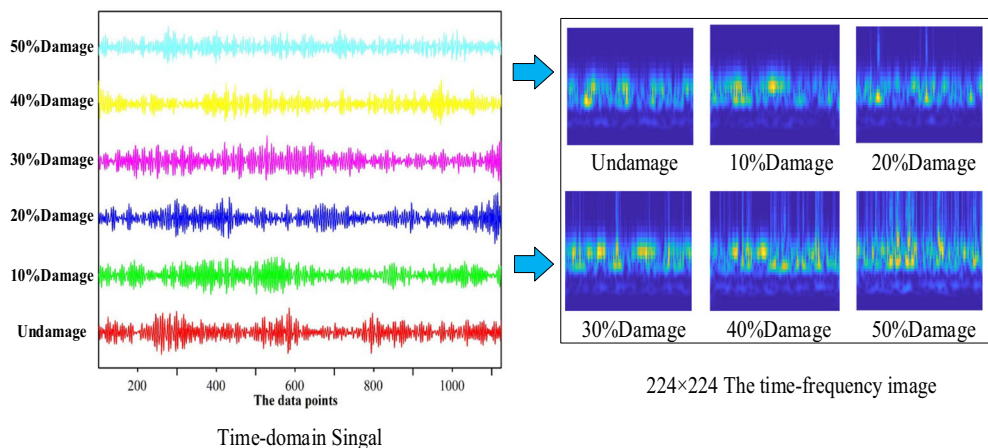 50%Damage
40%Damage
30%Damage
20%Damage
10%Damage
Undamage
200 400 600 800 1000
The data points
Time-domain Singal
Undamage 10%Damage 20%Damage
30%Damage 40%Damage 50%Damage
224×224 The time-frequency image